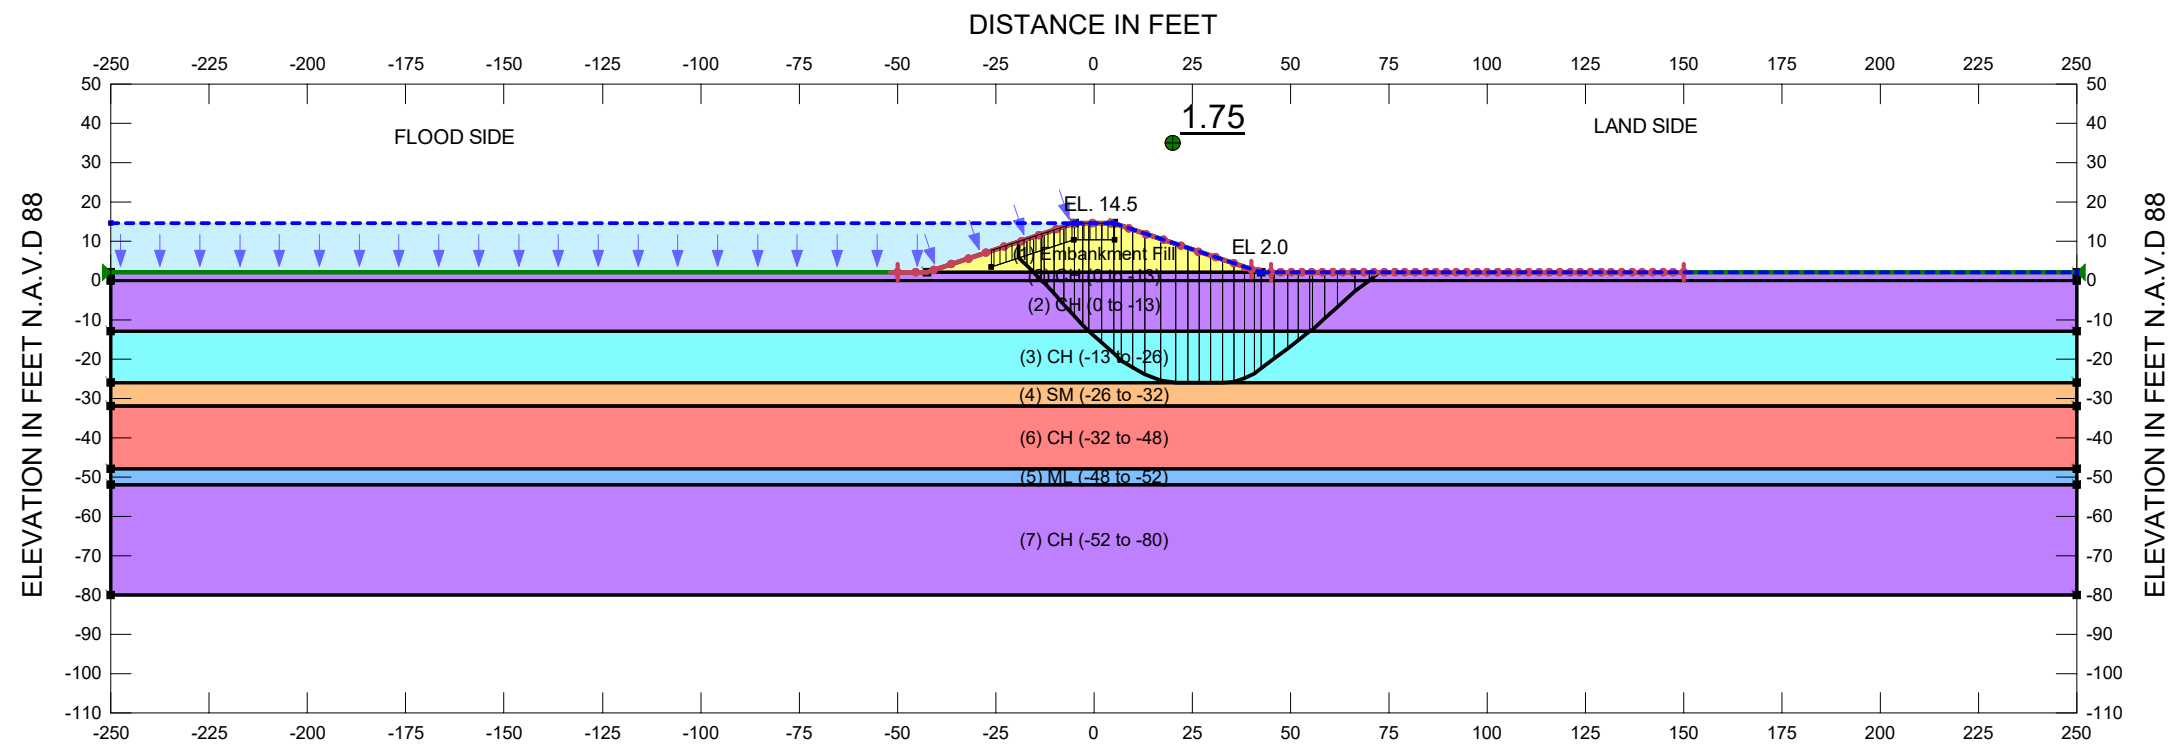 DISTANCE IN FEET
-250 -225 -200 -175 -150 -125 -100 -75 -50 -25 0 25 50 75 100 125 150 175 200 225 250
50 50
40 1.75 40
FLOOD SIDE LAND SIDE
30 30
20 EL. 14.5 20
10 EL 2.0 10
(1) Embankment Fill
0 0
(2) CH (0 to -13)
-10 -10
(3) CH (-13 to -26)
-20 -20
(4) SM (-26 to -32)
-30 -30
(6) CH (-32 to -48)
-40 -40
(5) ML (-48 to -52)
-50 -50
-60 -60
(7) CH (-52 to -80)
-70 -70
-80 -80
-90 -90
-100 -100
-110 -110
-250 -225 -200 -175 -150 -125 -100 -75 -50 -25 0 25 50 75 100 125 150 175 200 225 250
ELEVATION IN FEET N.A.V.D 88
ELEVATION IN FEET N.A.V.D 88